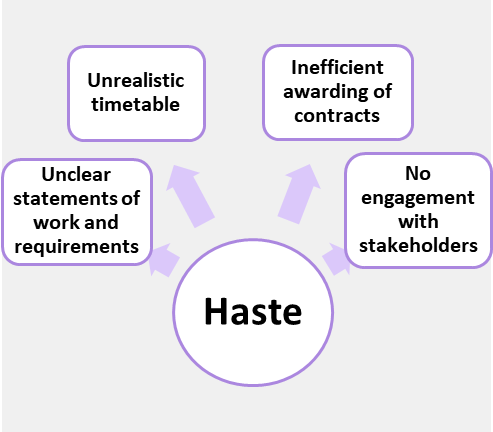 Unrealistic
timetable
Inefficient
awarding of
contracts
Unclear
statements of
work and
requirements
No
engagement
with
stakeholders
Haste